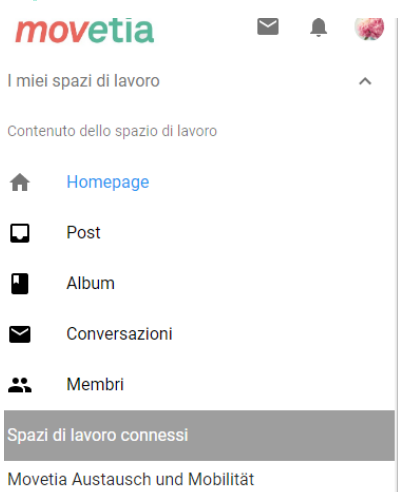 movetia
I miei spazi di lavoro
Contenuto dello spazio di lavoro
Homepage
Post
Album
Conversazioni
Membri
Spazi di lavoro connessi
Movetia Austausch und Mobilität